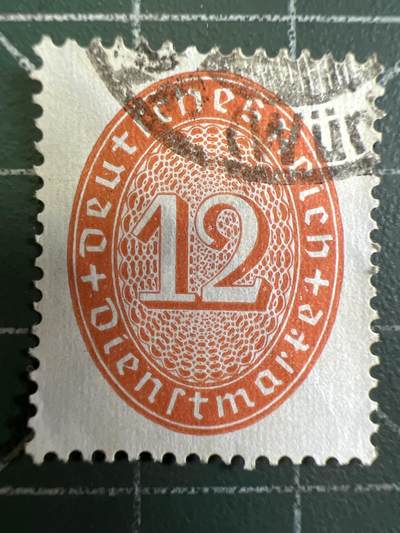 Deutſches Reich
12
Dienſtmarke